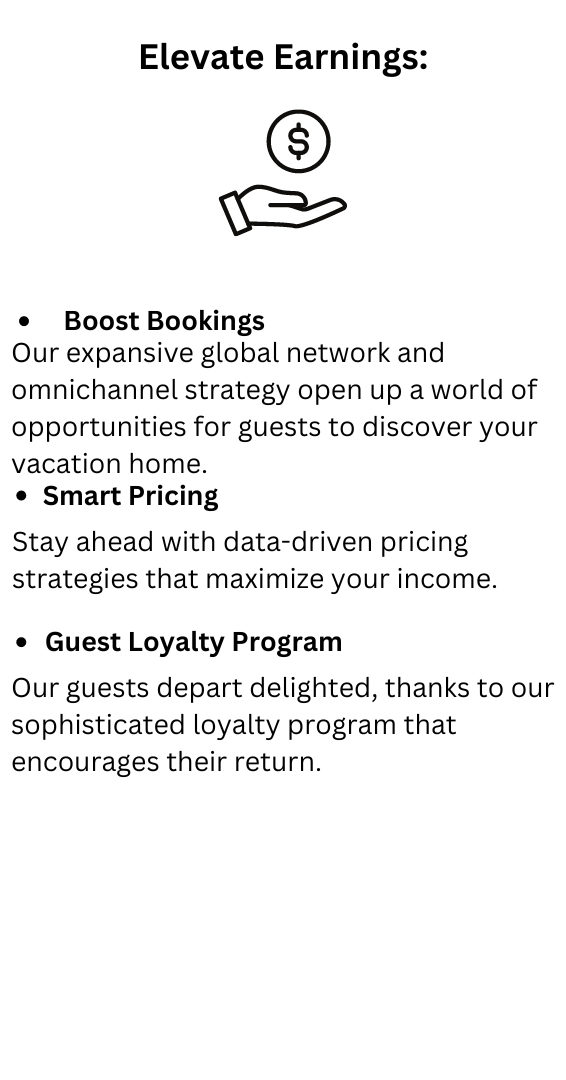 Elevate Earnings:
$
• Boost Bookings
Our expansive global network and
omnichannel strategy open up a world of
opportunities for guests to discover your
vacation home.
• Smart Pricing
Stay ahead with data-driven pricing
strategies that maximize your income.
• Guest Loyalty Program
Our guests depart delighted, thanks to our
sophisticated loyalty program that
encourages their return.